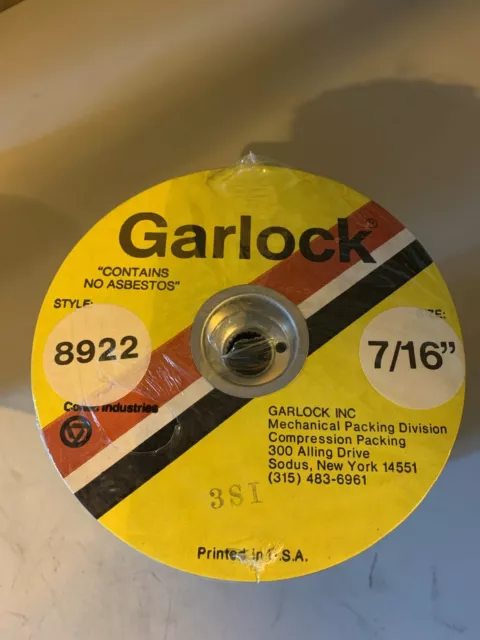 Garlock®
"CONTAINS
NO ASBESTOS"
STYLE:
8922
7/16"
Industries
GARLOCK INC
Mechanical Packing Division
Compression Packing
300 Alling Drive
Sodus, New York 14551
(315) 483-6961
381
Printed in U.S.A.